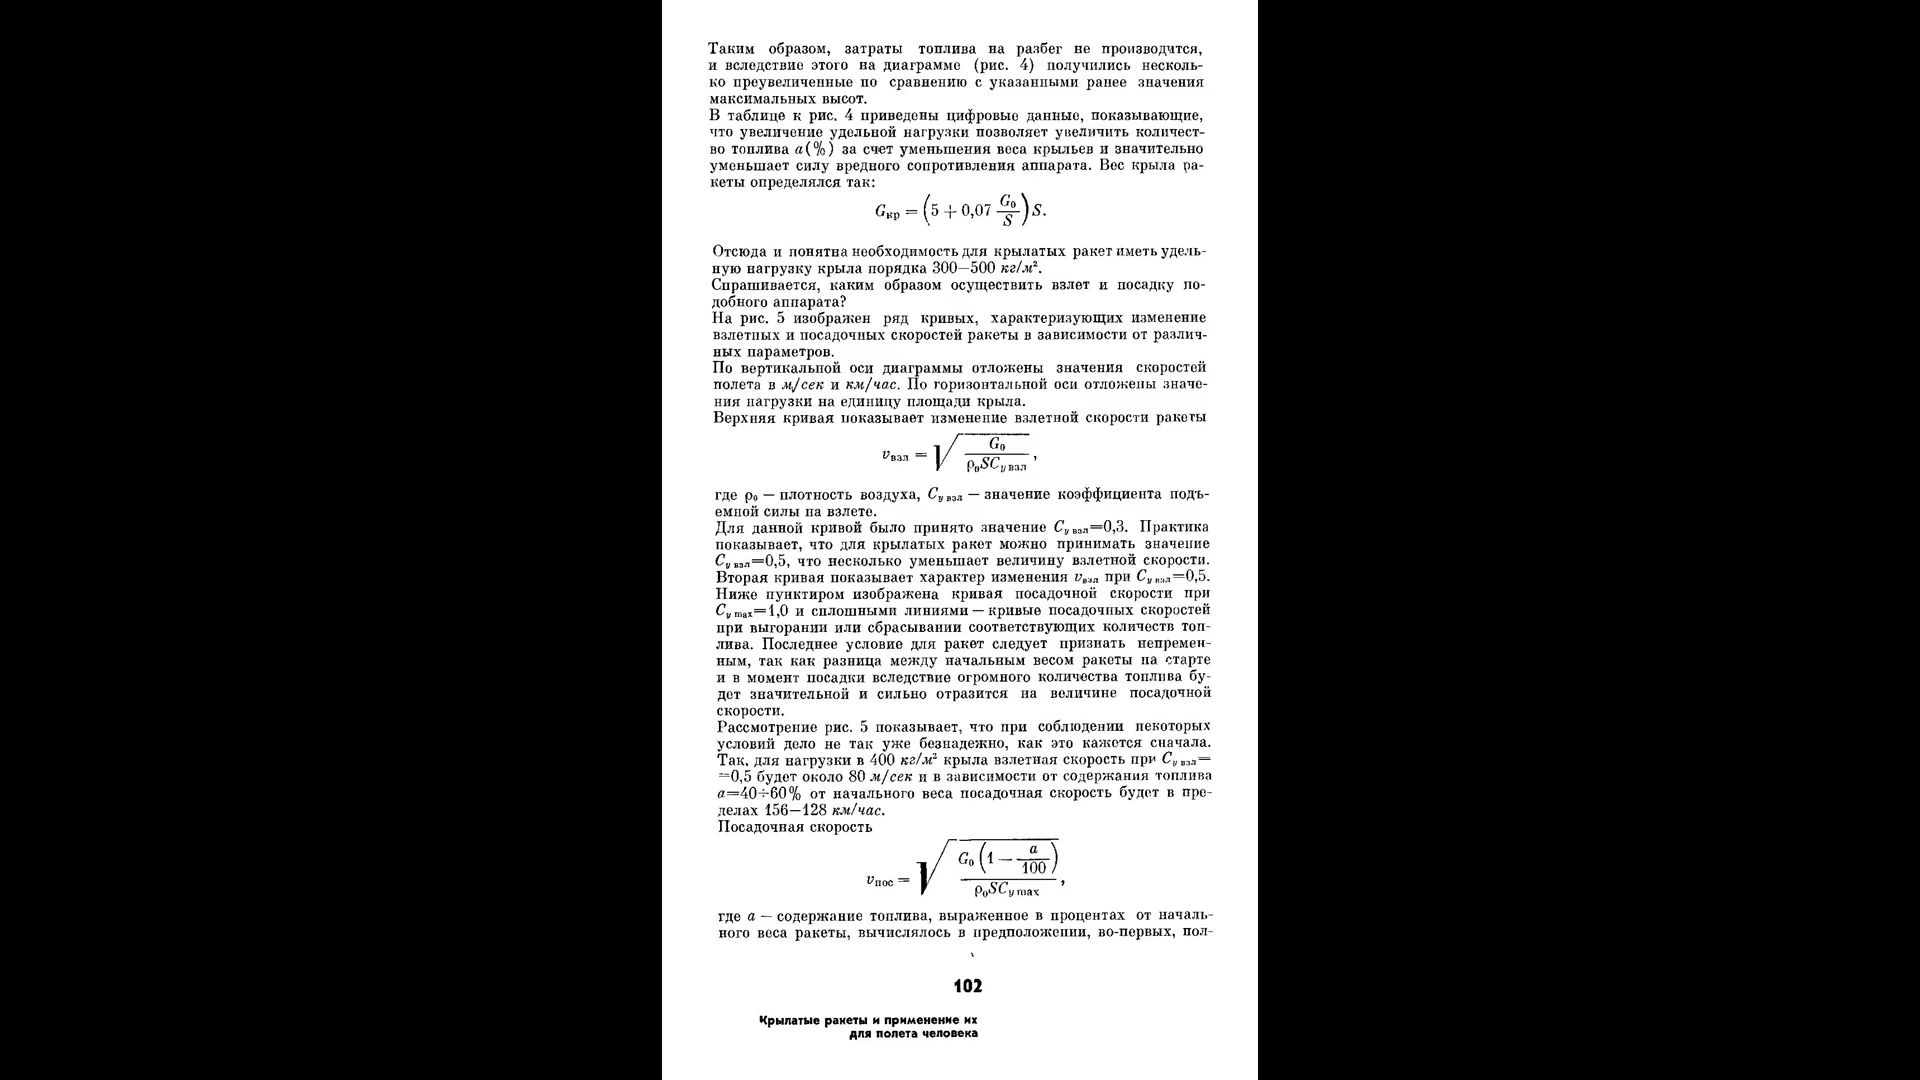 Таким образом, затраты топлива на разбег не производятся,
и вследствие этого на диаграмме (рис. 4) получились несколь-
ко преувеличенные по сравнению с указанными ранее значения
максимальных высот.
В таблице к рис. 4 приведены цифровые данные, показывающие,
что увеличение удельной нагрузки позволяет увеличить количест-
во топлива a(%) за счет уменьшения веса крыльев и значительно
уменьшает силу вредного сопротивления аппарата. Вес крыла ра-
кеты определялся так:
Gкр = (5 + 0,07 G₀/S) S.
Отсюда и понятна необходимость для крылатых ракет иметь удель-
ную нагрузку крыла порядка 300—500 кг/м².
Спрашивается, каким образом осуществить взлет и посадку по-
добного аппарата?
На рис. 5 изображен ряд кривых, характеризующих изменение
взлетных и посадочных скоростей ракеты в зависимости от различ-
ных параметров.
По вертикальной оси диаграммы отложены значения скоростей
полета в м/сек и км/час. По горизонтальной оси отложены значе-
ния нагрузки на единицу площади крыла.
Верхняя кривая показывает изменение взлетной скорости ракеты
vвзл = √(G₀ / ρ₀SCy взл),
где ρ₀ — плотность воздуха, Cy взл — значение коэффициента подъ-
емной силы на взлете.
Для данной кривой было принято значение Cy взл=0,3. Практика
показывает, что для крылатых ракет можно принимать значение
Cy взл=0,5, что несколько уменьшает величину взлетной скорости.
Вторая кривая показывает характер изменения vвзл при Cy взл=0,5.
Ниже пунктиром изображена кривая посадочной скорости при
Cy max=1,0 и сплошными линиями — кривые посадочных скоростей
при выгорании или сбрасывании соответствующих количеств топ-
лива. Последнее условие для ракет следует признать непремен-
ным, так как разница между начальным весом ракеты на старте
и в момент посадки вследствие огромного количества топлива бу-
дет значительной и сильно отразится на величине посадочной
скорости.
Рассмотрение рис. 5 показывает, что при соблюдении некоторых
условий дело не так уже безнадежно, как это кажется сначала.
Так, для нагрузки в 400 кг/м² крыла взлетная скорость при Cy взл=
=0,5 будет около 80 м/сек и в зависимости от содержания топлива
a=40÷60% от начального веса посадочная скорость будет в пре-
делах 156—128 км/час.
Посадочная скорость
vпос = √(G₀ (1 — a/100) / ρ₀SCy max),
где a — содержание топлива, выраженное в процентах от началь-
ного веса ракеты, вычислялось в предположении, во-первых, пол-
102
Крылатые ракеты и применение их
для полета человека